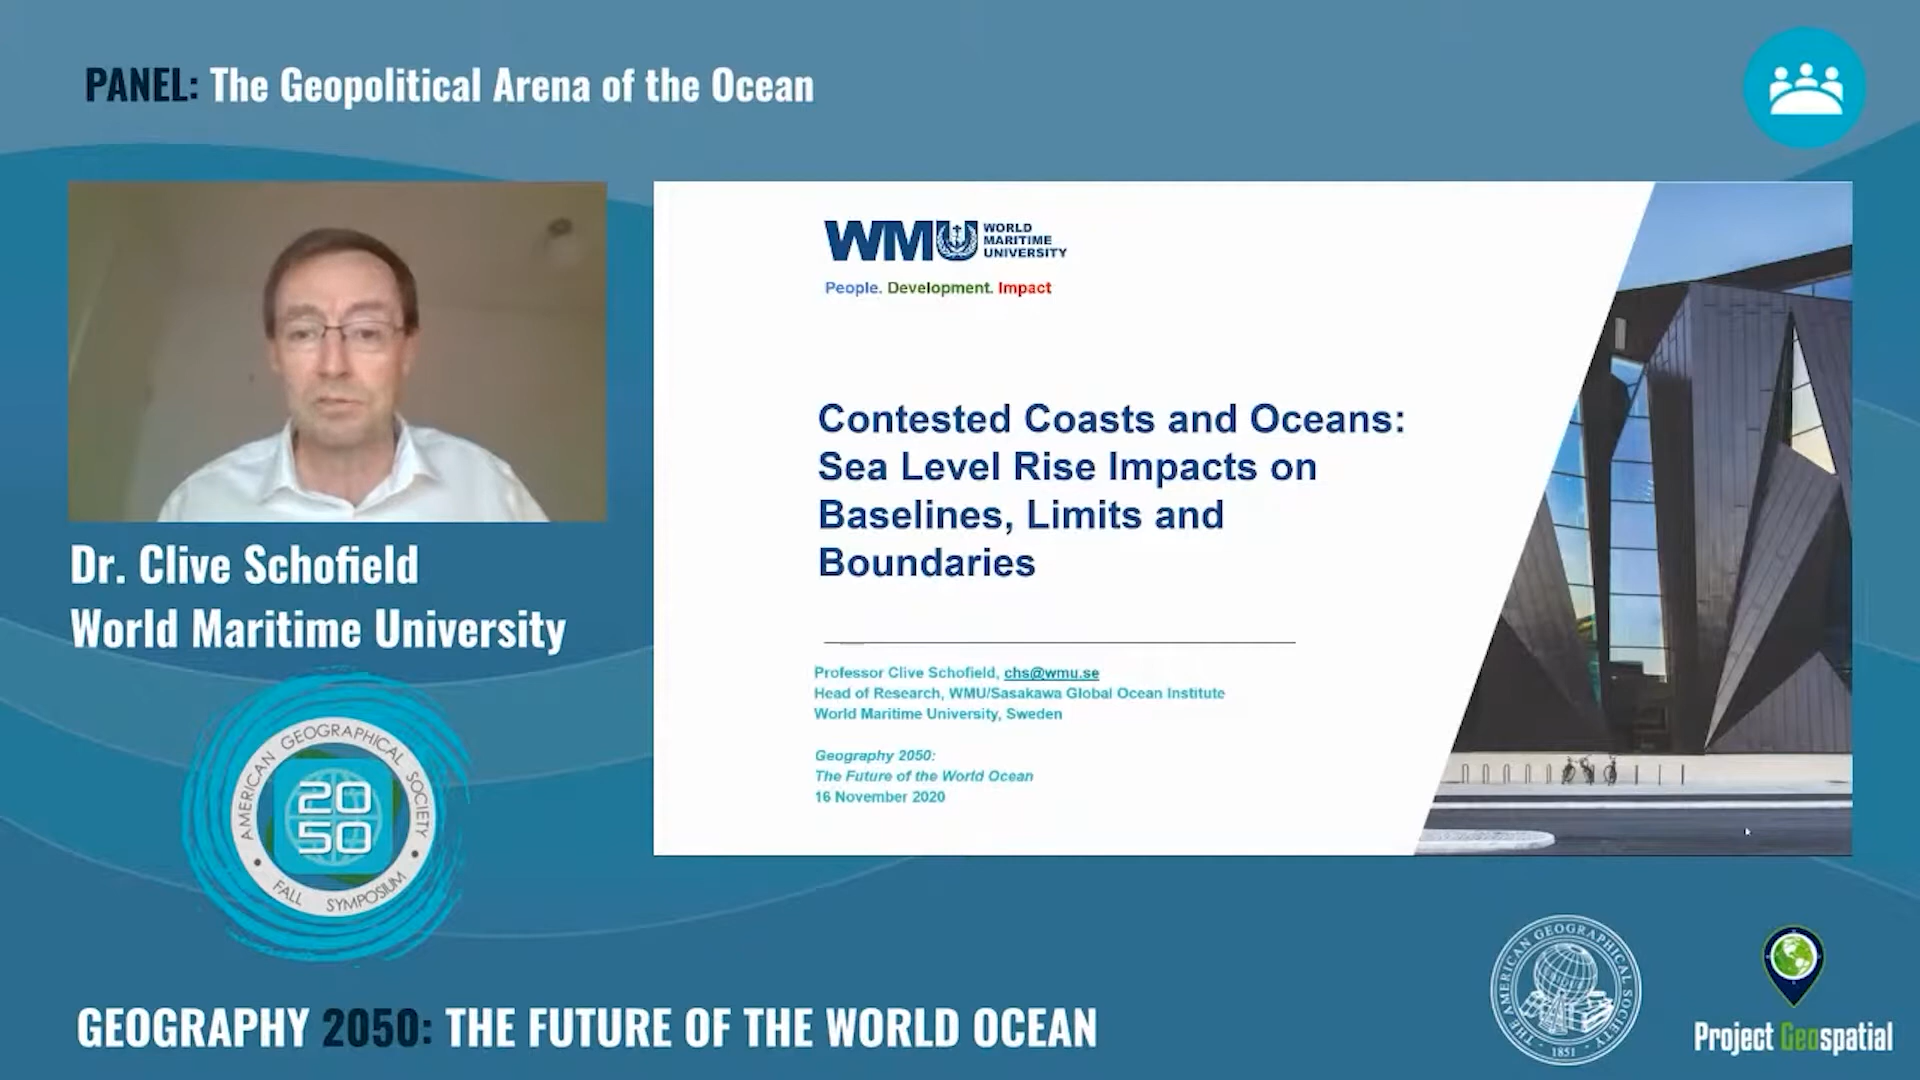 PANEL: The Geopolitical Arena of the Ocean
WMU WORLD
MARITIME
UNIVERSITY
People. Development. Impact
Contested Coasts and Oceans:
Sea Level Rise Impacts on
Baselines, Limits and
Boundaries
Professor Clive Schofield, chs@wmu.se
Head of Research, WMU/Sasakawa Global Ocean Institute
World Maritime University, Sweden
Geography 2050:
The Future of the World Ocean
16 November 2020
Dr. Clive Schofield
World Maritime University
AMERICAN GEOGRAPHICAL SOCIETY
20
50
FALL SYMPOSIUM
GEOGRAPHY 2050: THE FUTURE OF THE WORLD OCEAN
THE AMERICAN GEOGRAPHICAL SOCIETY
1851
Project Geospatial